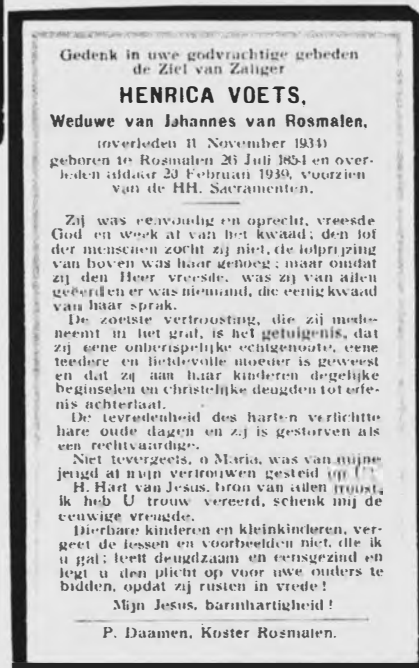 Gedenk in uwe godvruchtige gebeden
de Ziel van Zaliger
HENRICA VOETS,
Weduwe van Johannes van Rosmalen,
(overleden 11 November 1934)
geboren te Rosmalen 26 Juli 1854 en over-
leden aldaar 20 Februari 1939, voorzien
van de HH. Sacramenten.
Zij was eenvoudig en oprecht, vreesde
God en week af van het kwaad; den lof
der menschen zocht zij niet, de lofprijzing
van boven was haar genoeg; maar omdat
zij den Heer vreesde, was zij van allen
geëerd en er was niemand, die eenig kwaad
van haar sprak.
De zoetste vertroosting, die zij mede-
neemt in het graf, is het getuigenis, dat
zij eene onberispelijke echtgenoote, eene
teedere en liefdevolle moeder is geweest
en dat zij aan haar kinderen degelijke
beginselen en christelijke deugden tot erfe-
nis achterlaat.
De tevredenheid des harten verlichtte
hare oude dagen en zij is gestorven als
een rechtvaardige.
Niet tevergeefs, o Maria, was van mijne
jeugd af mijn vertrouwen gesteld op U!
H. Hart van Jesus, bron van allen troost,
ik heb U trouw vereerd, schenk mij de
eeuwige vreugde.
Dierbare kinderen en kleinkinderen, ver-
geet de lessen en voorbeelden niet, die ik
u gaf; leeft deugdzaam en eensgezind en
legt u den plicht op voor uwe ouders te
bidden, opdat zij rusten in vrede!
Mijn Jesus, barmhartigheid!
P. Daamen, Koster Rosmalen.